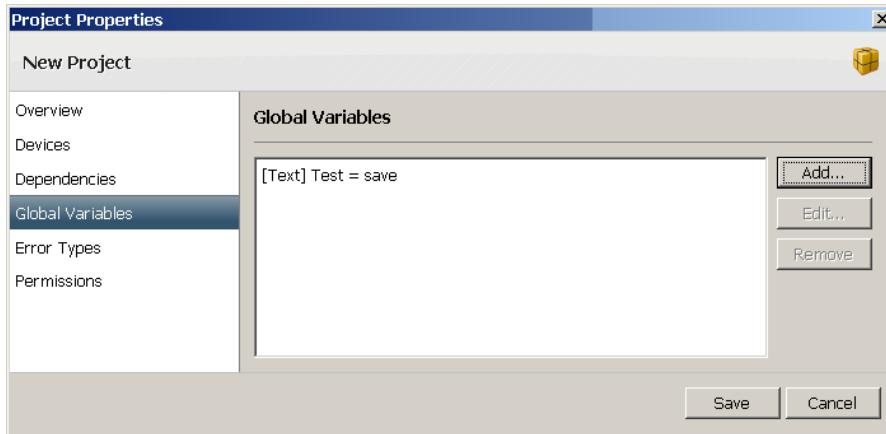 Project Properties
New Project
Overview
Devices
Dependencies
Global Variables
Error Types
Permissions
Global Variables
[Text] Test = save
Add...
Edit...
Remove
Save
Cancel